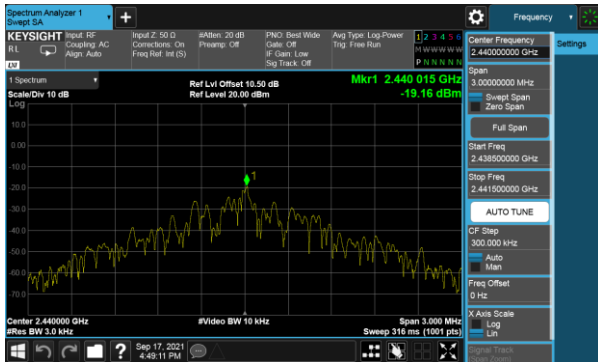 Spectrum Analyzer 1
Swept SA
Frequency
KEYSIGHT
Input: RF
Input Z: 50 Ω
#Atten: 20 dB
PNO: Best Wide
Avg Type: Log-Power
1 2 3 4 5 6
RL
Coupling: AC
Corrections: On
Preamp: Off
Gate: Off
Trig: Free Run
M W W W W W
Align: Auto
Freq Ref: Int (S)
IF Gain: Low
Sig Track: Off
P N N N N N
LXI
Center Frequency
2.440000000 GHz
Settings
Span
3.00000000 MHz
Swept Span
Zero Span
Full Span
Start Freq
2.438500000 GHz
Stop Freq
2.441500000 GHz
AUTO TUNE
CF Step
300.000 kHz
Auto
Man
Freq Offset
0 Hz
X Axis Scale
Log
Lin
Signal Track
1 Spectrum
Scale/Div 10 dB
Ref Lvl Offset 10.50 dB
Ref Level 20.00 dBm
Mkr1 2.440 015 GHz
-19.16 dBm
Log
10.0
0.00
-10.0
-20.0
-30.0
-40.0
-50.0
-60.0
-70.0
1
Center 2.440000 GHz
#Video BW 10 kHz
Span 3.000 MHz
#Res BW 3.0 kHz
Sweep 316 ms (1001 pts)
Sep 17, 2021
4:49:11 PM